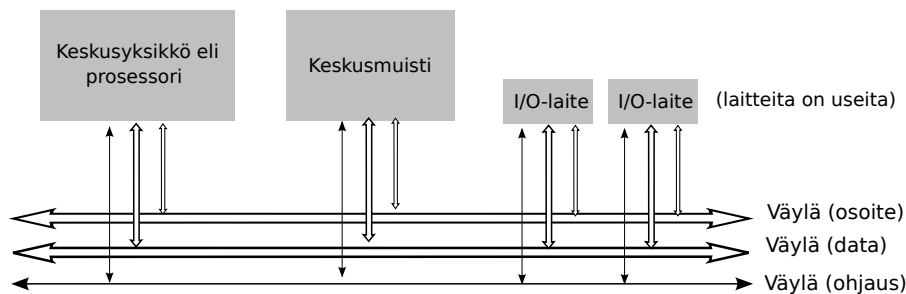 Keskusyksikkö eli
prosessori
Keskusmuisti
I/O-laite
I/O-laite
(laitteita on useita)
Väylä (osoite)
Väylä (data)
Väylä (ohjaus)